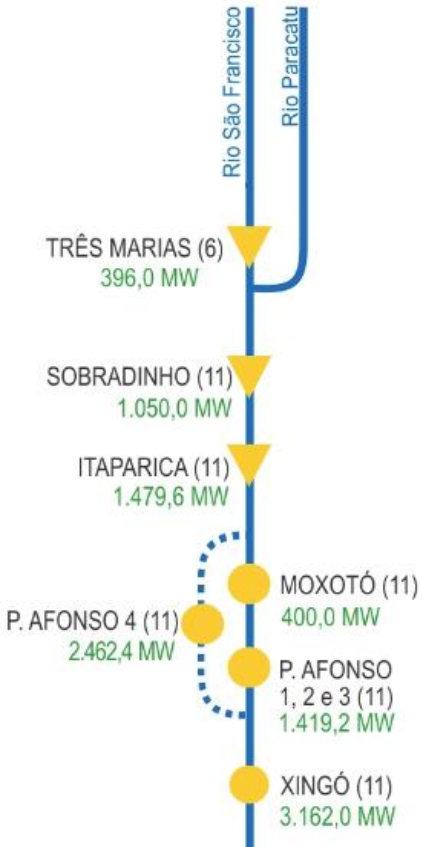 Rio São Francisco
Rio Paracatu
TRÊS MARIAS (6)
396,0 MW
SOBRADINHO (11)
1.050,0 MW
ITAPARICA (11)
1.479,6 MW
MOXOTÓ (11)
400,0 MW
P. AFONSO 4 (11)
2.462,4 MW
P. AFONSO
1, 2 e 3 (11)
1.419,2 MW
XINGÓ (11)
3.162,0 MW